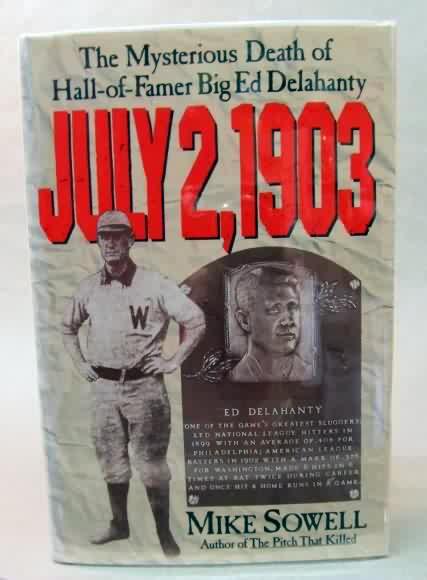 The Mysterious Death of
Hall-of-Famer Big Ed Delahanty
JULY 2, 1903
W
ED DELAHANTY
ONE OF THE GAME'S GREATEST SLUGGERS.
LED NATIONAL LEAGUE HITTERS IN
1899 WITH AN AVERAGE OF .408 FOR
PHILADELPHIA; AMERICAN LEAGUE
BATTERS IN 1902 WITH A MARK OF .376
FOR WASHINGTON. MADE 6 HITS IN 6
TIMES AT BAT TWICE DURING CAREER
AND ONCE HIT 4 HOME RUNS IN A GAME.
MIKE SOWELL
Author of The Pitch That Killed